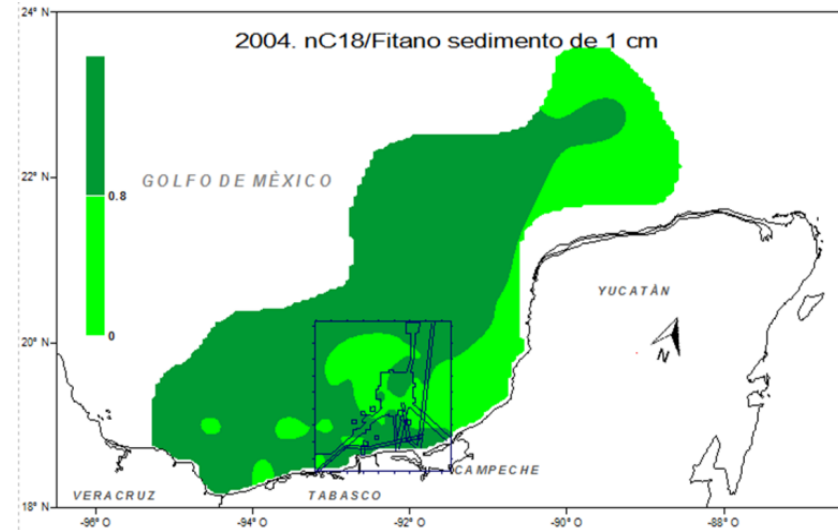 24° N
2004. nC18/Fitano sedimento de 1 cm
22° N
GOLFO DE MÈXICO
0.8
YUCATÀN
20° N
0
N
CAMPECHE
VERACRUZ
TABASCO
18° N
-96° O
-94° O
-92° O
-90° O
-88° O